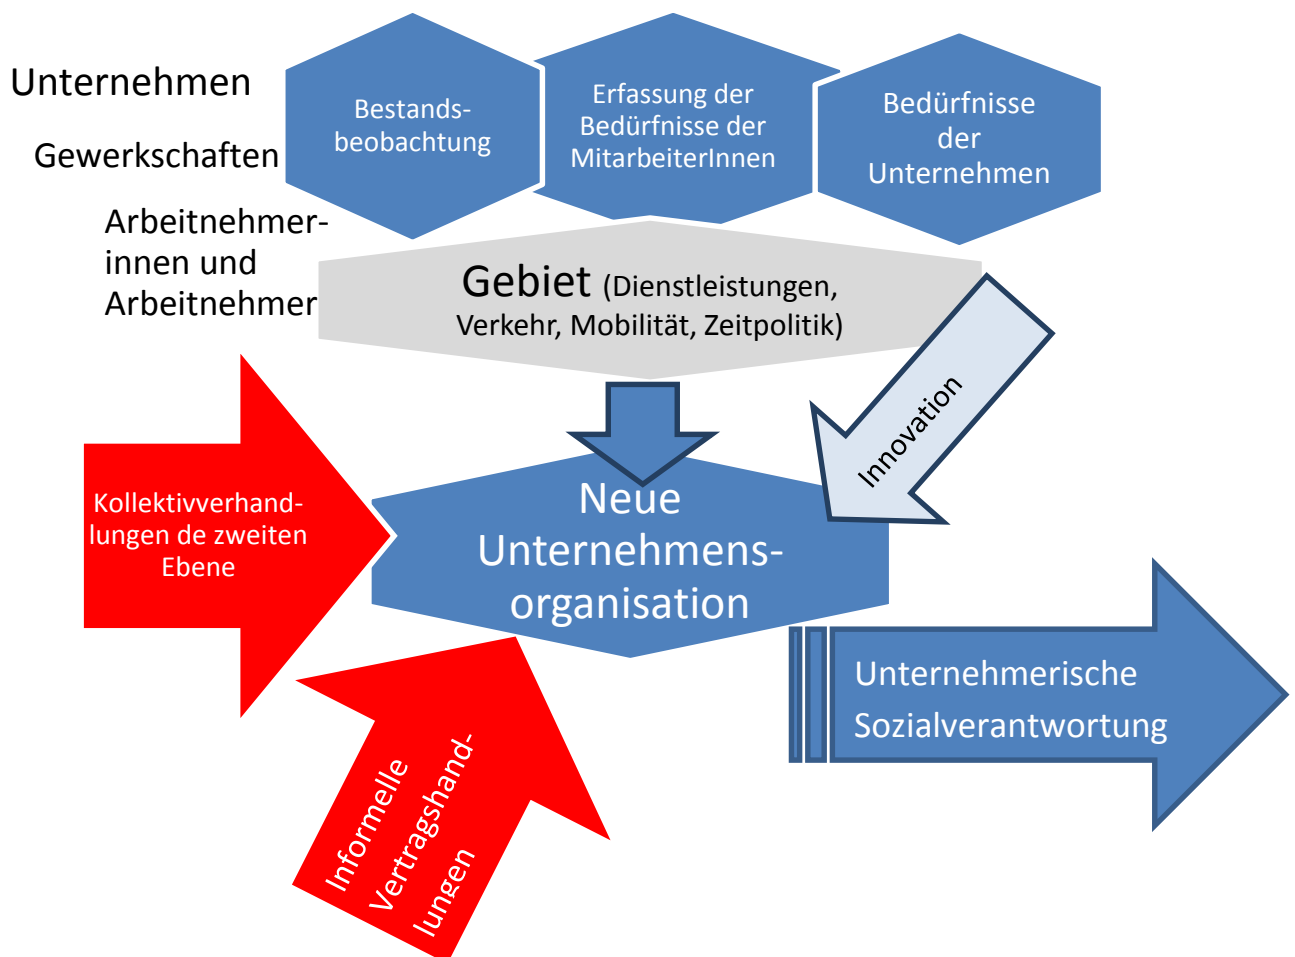 Unternehmen
Gewerkschaften
Arbeitnehmer-
innen und
Arbeitnehmer
Bestands-
beobachtung
Erfassung der
Bedürfnisse der
MitarbeiterInnen
Bedürfnisse
der
Unternehmen
Gebiet (Dienstleistungen,
Verkehr, Mobilität, Zeitpolitik)
Innovation
Kollektivverhand-
lungen de zweiten
Ebene
Neue
Unternehmens-
organisation
Unternehmerische
Sozialverantwortung
Informelle
Vertragshand-
lungen